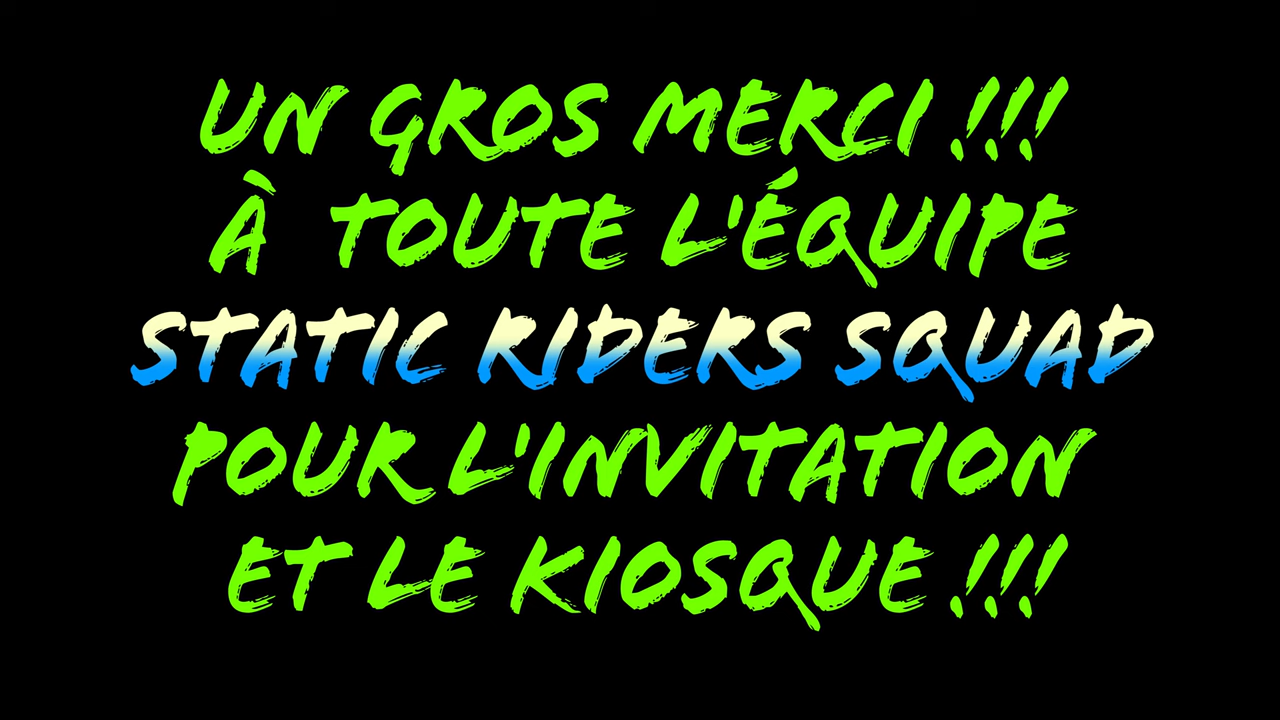 UN GROS MERCI !!!
À TOUTE L'ÉQUIPE
STATIC RIDERS SQUAD
POUR L'INVITATION
ET LE KIOSQUE !!!